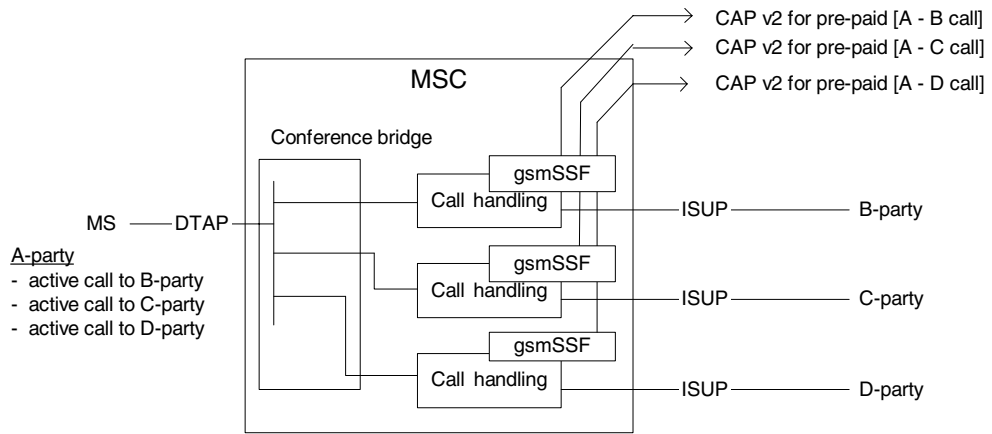 CAP v2 for pre-paid [A - B call]
CAP v2 for pre-paid [A - C call]
CAP v2 for pre-paid [A - D call]
MSC
Conference bridge
gsmSSF
Call handling
MS
DTAP
ISUP
B-party
A-party
- active call to B-party
- active call to C-party
- active call to D-party
gsmSSF
Call handling
ISUP
C-party
gsmSSF
Call handling
ISUP
D-party